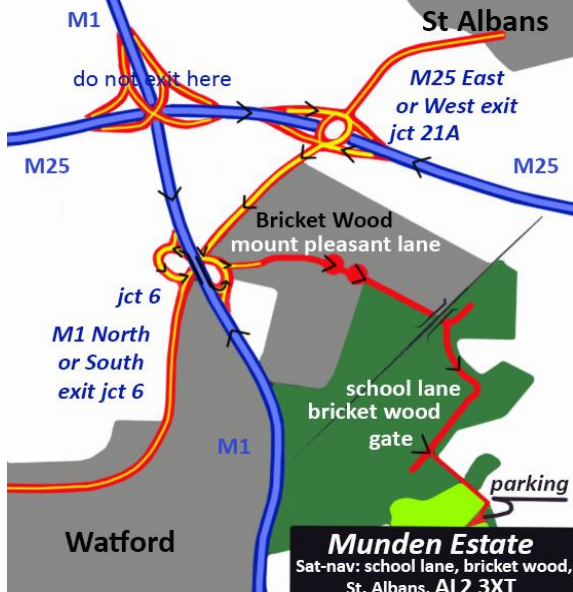 M1
St Albans
do not exit here
M25 East
or West exit
jct 21A
M25
M25
Bricket Wood
mount pleasant lane
jct 6
M1 North
or South
exit jct 6
school lane
bricket wood
gate
M1
parking
Watford
Munden Estate
Sat-nav: school lane, bricket wood,
St. Albans, AL2 3XT